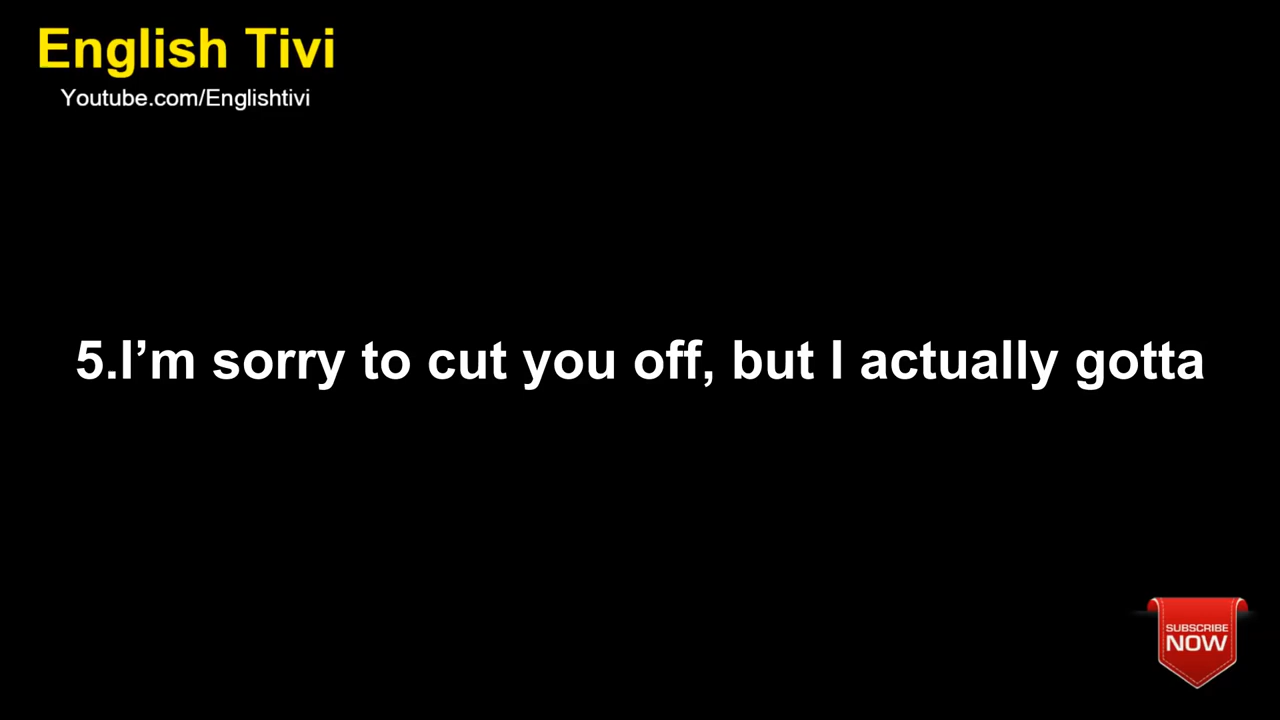 English Tivi
Youtube.com/Englishtivi
5.I’m sorry to cut you off, but I actually gotta
SUBSCRIBE
NOW